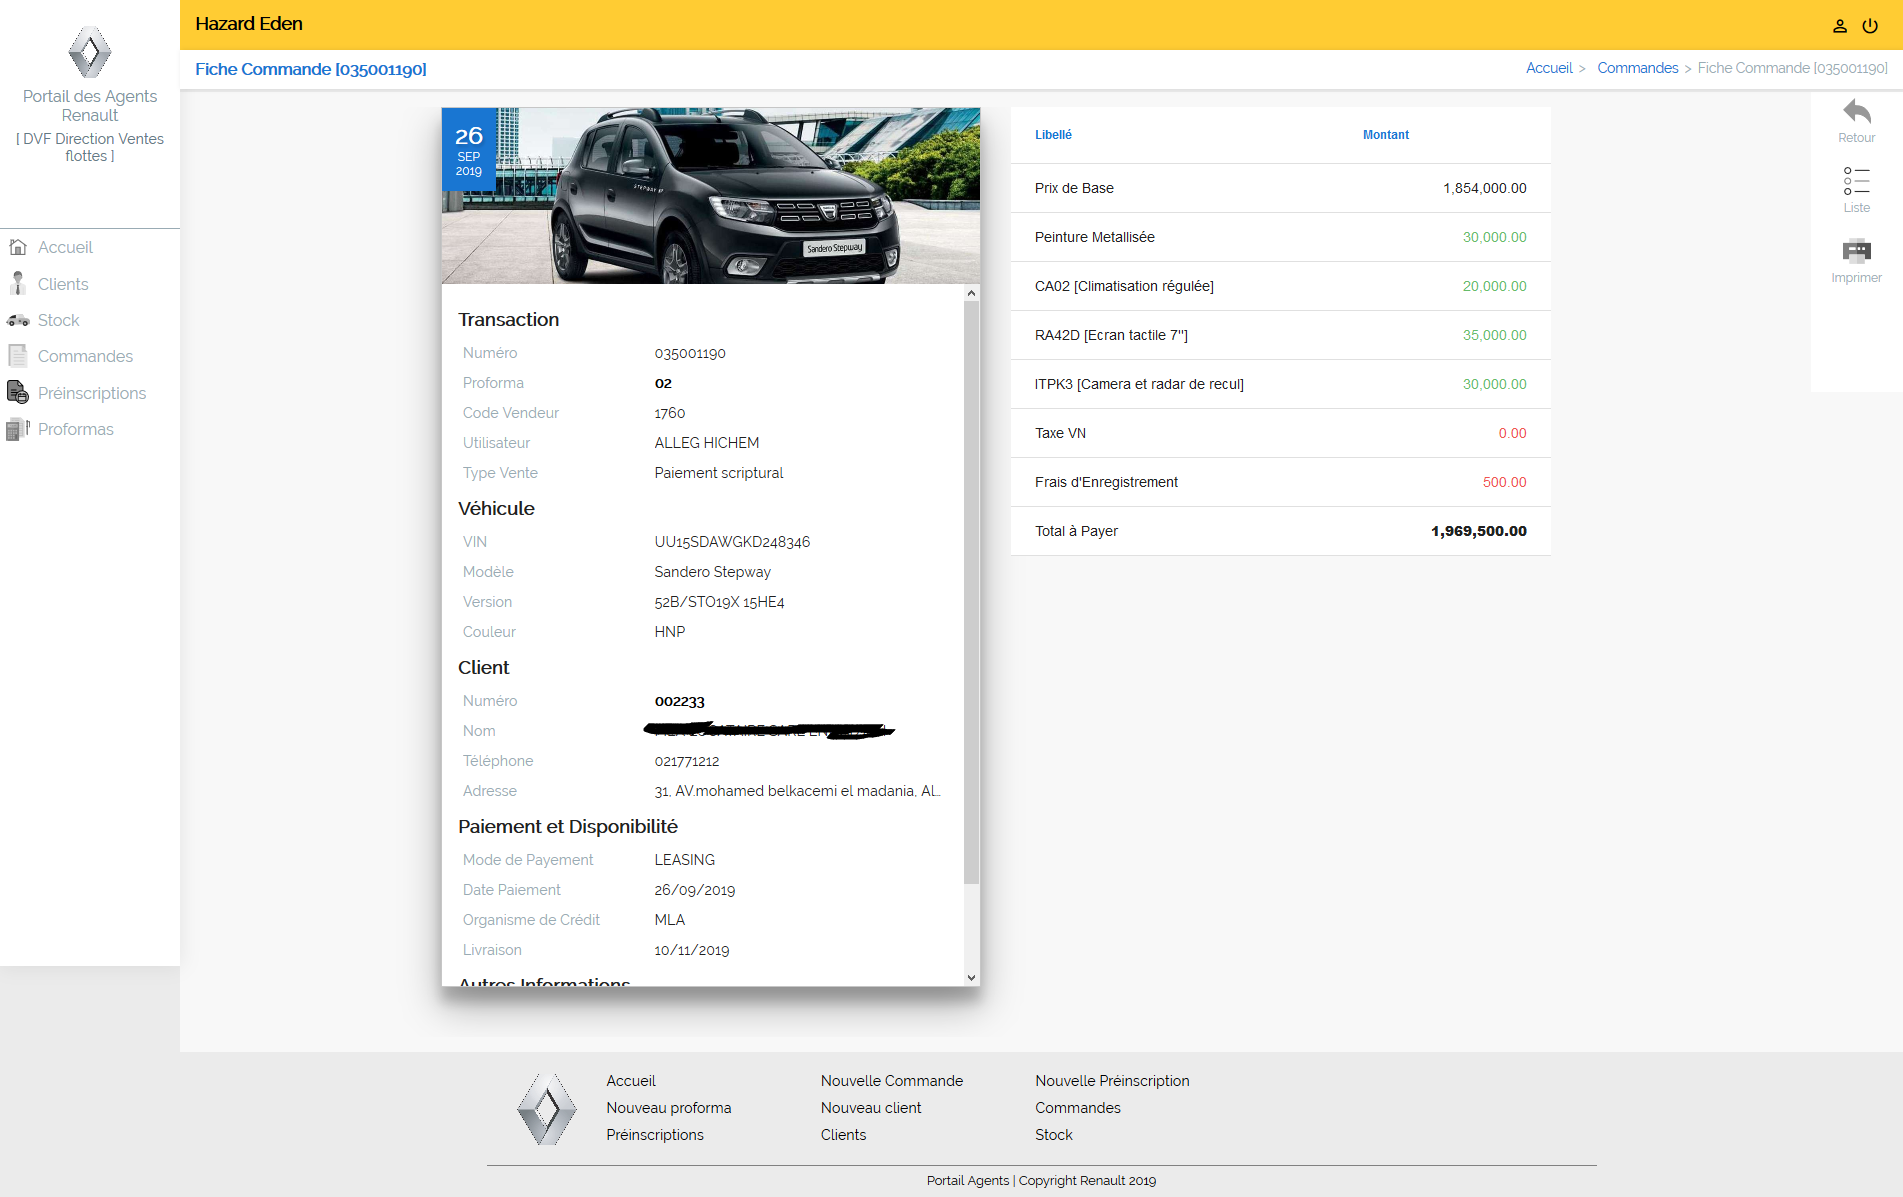 Portail des Agents
Renault
[ DVF Direction Ventes
flottes ]
Accueil
Clients
Stock
Commandes
Préinscriptions
Proformas
Hazard Eden
Fiche Commande [035001190]
Accueil > Commandes > Fiche Commande [035001190]
26
SEP
2019
STEPWAY
Sandero Stepway
Transaction
Numéro 035001190
Proforma 02
Code Vendeur 1760
Utilisateur ALLEG HICHEM
Type Vente Paiement scriptural
Véhicule
VIN UU15SDAWGKD248346
Modèle Sandero Stepway
Version 52B/STO19X 15HE4
Couleur HNP
Client
Numéro 002233
Nom
Téléphone 021771212
Adresse 31, AV.mohamed belkacemi el madania, Al...
Paiement et Disponibilité
Mode de Payement LEASING
Date Paiement 26/09/2019
Organisme de Crédit MLA
Livraison 10/11/2019
Autres Informations
Libellé Montant
Prix de Base 1,854,000.00
Peinture Metallisée 30,000.00
CA02 [Climatisation régulée] 20,000.00
RA42D [Ecran tactile 7"] 35,000.00
ITPK3 [Camera et radar de recul] 30,000.00
Taxe VN 0.00
Frais d'Enregistrement 500.00
Total à Payer 1,969,500.00
Retour
Liste
Imprimer
Accueil Nouvelle Commande Nouvelle Préinscription
Nouveau proforma Nouveau client Commandes
Préinscriptions Clients Stock
Portail Agents | Copyright Renault 2019